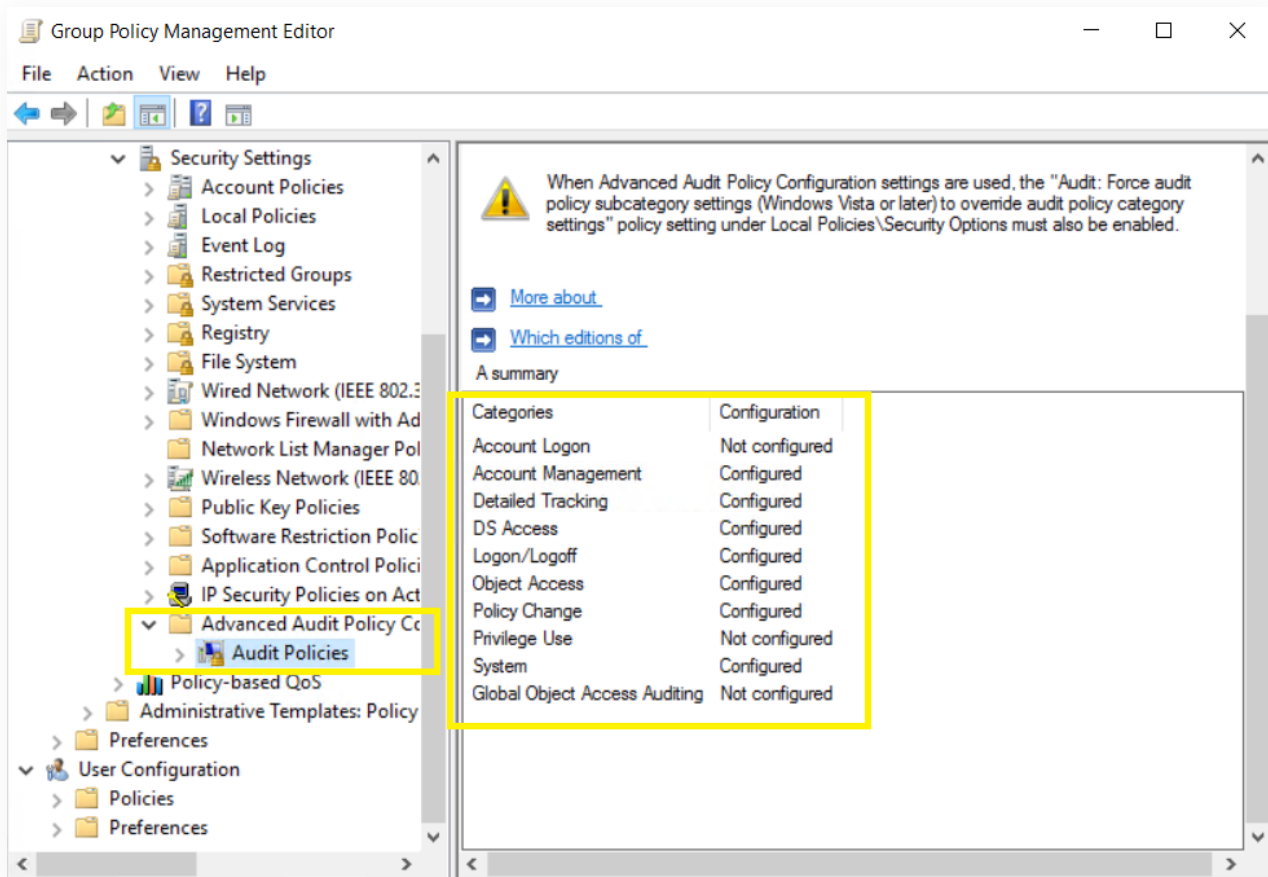 Group Policy Management Editor
File Action View Help
Security Settings
Account Policies
Local Policies
Event Log
Restricted Groups
System Services
Registry
File System
Wired Network (IEEE 802.3
Windows Firewall with Ad
Network List Manager Pol
Wireless Network (IEEE 80
Public Key Policies
Software Restriction Polic
Application Control Polici
IP Security Policies on Act
Advanced Audit Policy Co
Audit Policies
Policy-based QoS
Administrative Templates: Policy
Preferences
User Configuration
Policies
Preferences
When Advanced Audit Policy Configuration settings are used, the "Audit: Force audit
policy subcategory settings (Windows Vista or later) to override audit policy category
settings" policy setting under Local Policies\Security Options must also be enabled.
More about
Which editions of
A summary
Categories Configuration
Account Logon Not configured
Account Management Configured
Detailed Tracking Configured
DS Access Configured
Logon/Logoff Configured
Object Access Configured
Policy Change Configured
Privilege Use Not configured
System Configured
Global Object Access Auditing Not configured